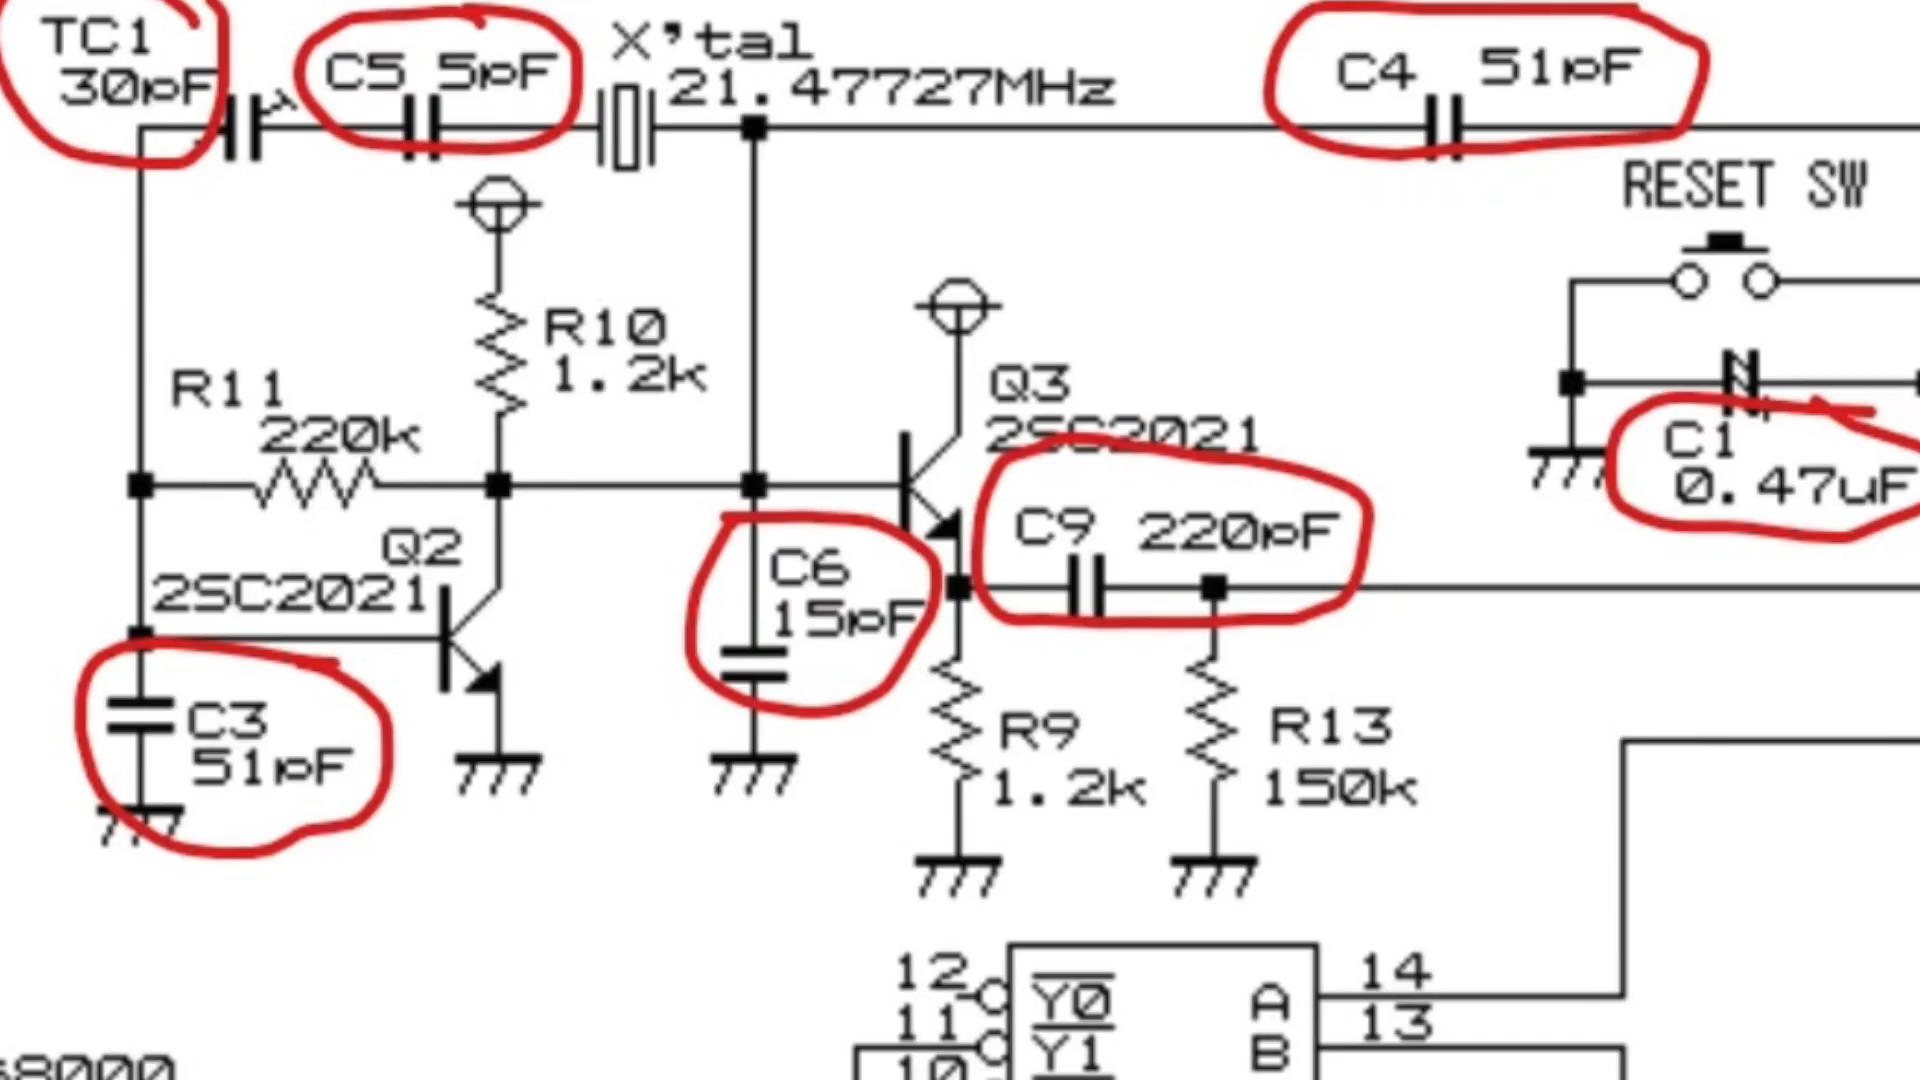 TC1
30pF
C5 5pF
X'tal
21.47727MHz
C4 51pF
RESET SW
R10
1.2k
R11
220k
Q3
2SC2021
C1
0.47uF
Q2
2SC2021
C9 220pF
C6
15pF
C3
51pF
R9
1.2k
R13
150k
12 Y0 A 14
11 Y1 B 13
10
68000